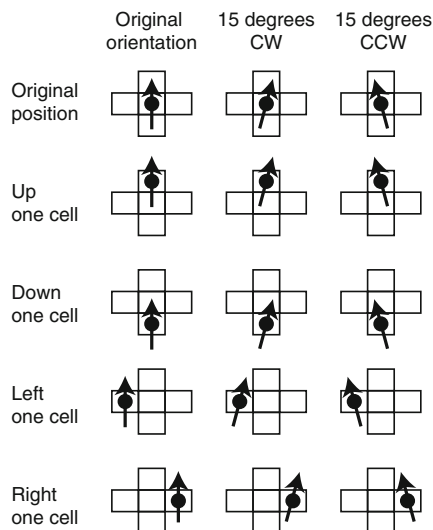 Original
orientation
15 degrees
CW
15 degrees
CCW
Original
position
Up
one cell
Down
one cell
Left
one cell
Right
one cell